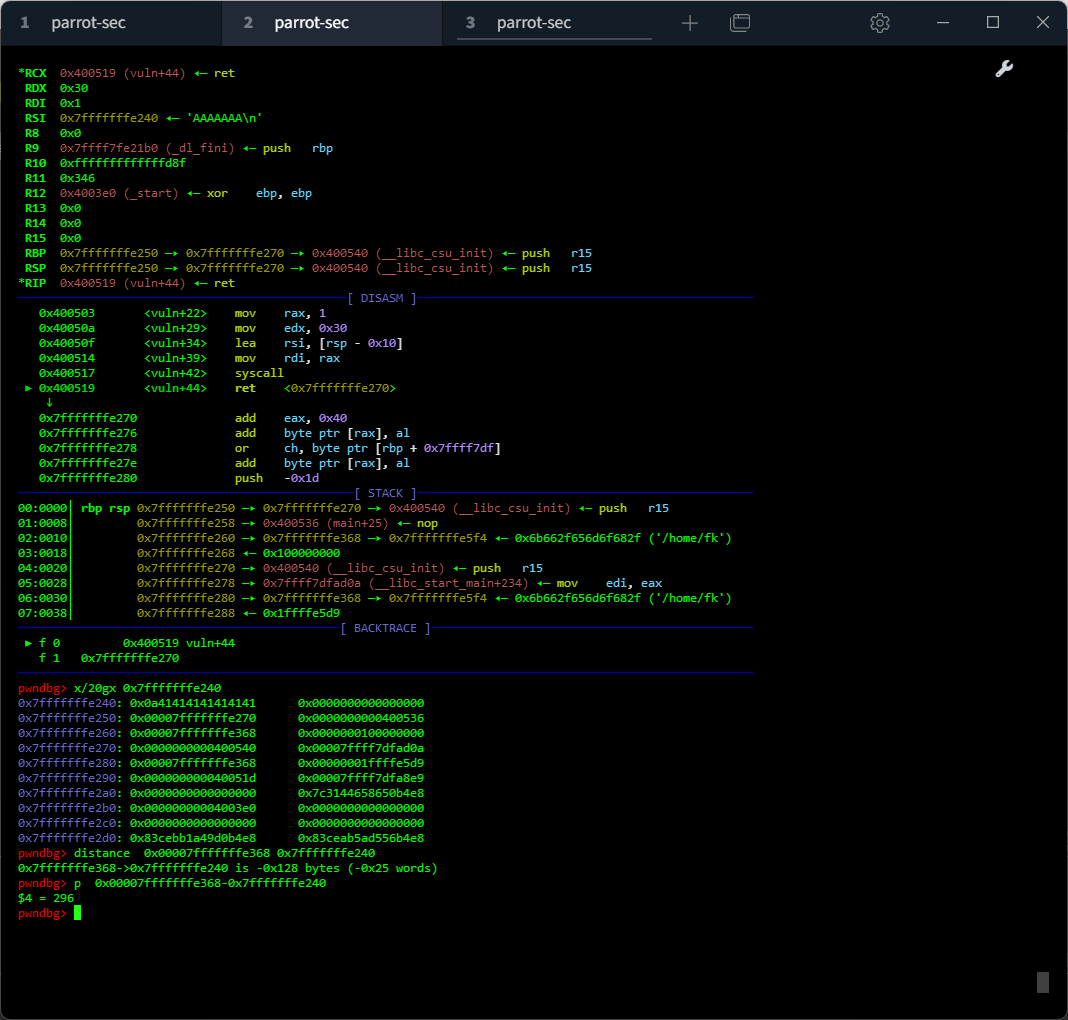 1 parrot-sec 2 parrot-sec 3 parrot-sec
*RCX 0x400519 (vuln+44) ◂— ret
RDX 0x30
RDI 0x1
RSI 0x7fffffffe240 ◂— 'AAAAAAA\n'
R8 0x0
R9 0x7ffff7fe21b0 (_dl_fini) ◂— push rbp
R10 0xfffffffffffffd8f
R11 0x346
R12 0x4003e0 (_start) ◂— xor ebp, ebp
R13 0x0
R14 0x0
R15 0x0
RBP 0x7fffffffe250 —▸ 0x7fffffffe270 —▸ 0x400540 (__libc_csu_init) ◂— push r15
RSP 0x7fffffffe250 —▸ 0x7fffffffe270 —▸ 0x400540 (__libc_csu_init) ◂— push r15
*RIP 0x400519 (vuln+44) ◂— ret
[ DISASM ]
0x400503 <vuln+22> mov rax, 1
0x40050a <vuln+29> mov edx, 0x30
0x40050f <vuln+34> lea rsi, [rsp - 0x10]
0x400514 <vuln+39> mov rdi, rax
0x400517 <vuln+42> syscall
► 0x400519 <vuln+44> ret <0x7fffffffe270>
↓
0x7fffffffe270 add eax, 0x40
0x7fffffffe276 add byte ptr [rax], al
0x7fffffffe278 or ch, byte ptr [rbp + 0x7ffff7df]
0x7fffffffe27e add byte ptr [rax], al
0x7fffffffe280 push -0x1d
[ STACK ]
00:0000│ rbp rsp 0x7fffffffe250 —▸ 0x7fffffffe270 —▸ 0x400540 (__libc_csu_init) ◂— push r15
01:0008│ 0x7fffffffe258 —▸ 0x400536 (main+25) ◂— nop
02:0010│ 0x7fffffffe260 —▸ 0x7fffffffe368 —▸ 0x7fffffffe5f4 ◂— 0x6b662f656d6f682f ('/home/fk')
03:0018│ 0x7fffffffe268 ◂— 0x100000000
04:0020│ 0x7fffffffe270 —▸ 0x400540 (__libc_csu_init) ◂— push r15
05:0028│ 0x7fffffffe278 —▸ 0x7ffff7dfad0a (__libc_start_main+234) ◂— mov edi, eax
06:0030│ 0x7fffffffe280 —▸ 0x7fffffffe368 —▸ 0x7fffffffe5f4 ◂— 0x6b662f656d6f682f ('/home/fk')
07:0038│ 0x7fffffffe288 ◂— 0x1ffffe5d9
[ BACKTRACE ]
► f 0 0x400519 vuln+44
f 1 0x7fffffffe270
pwndbg> x/20gx 0x7fffffffe240
0x7fffffffe240: 0x0a41414141414141 0x0000000000000000
0x7fffffffe250: 0x00007fffffffe270 0x0000000000400536
0x7fffffffe260: 0x00007fffffffe368 0x0000000100000000
0x7fffffffe270: 0x0000000000400540 0x00007ffff7dfad0a
0x7fffffffe280: 0x00007fffffffe368 0x00000001ffffe5d9
0x7fffffffe290: 0x000000000040051d 0x00007ffff7dfa8e9
0x7fffffffe2a0: 0x0000000000000000 0x7c3144658650b4e8
0x7fffffffe2b0: 0x00000000004003e0 0x0000000000000000
0x7fffffffe2c0: 0x0000000000000000 0x0000000000000000
0x7fffffffe2d0: 0x83cebb1a49d0b4e8 0x83ceab5ad556b4e8
pwndbg> distance 0x00007fffffffe368 0x7fffffffe240
0x7fffffffe368->0x7fffffffe240 is -0x128 bytes (-0x25 words)
pwndbg> p 0x00007fffffffe368-0x7fffffffe240
$4 = 296
pwndbg>